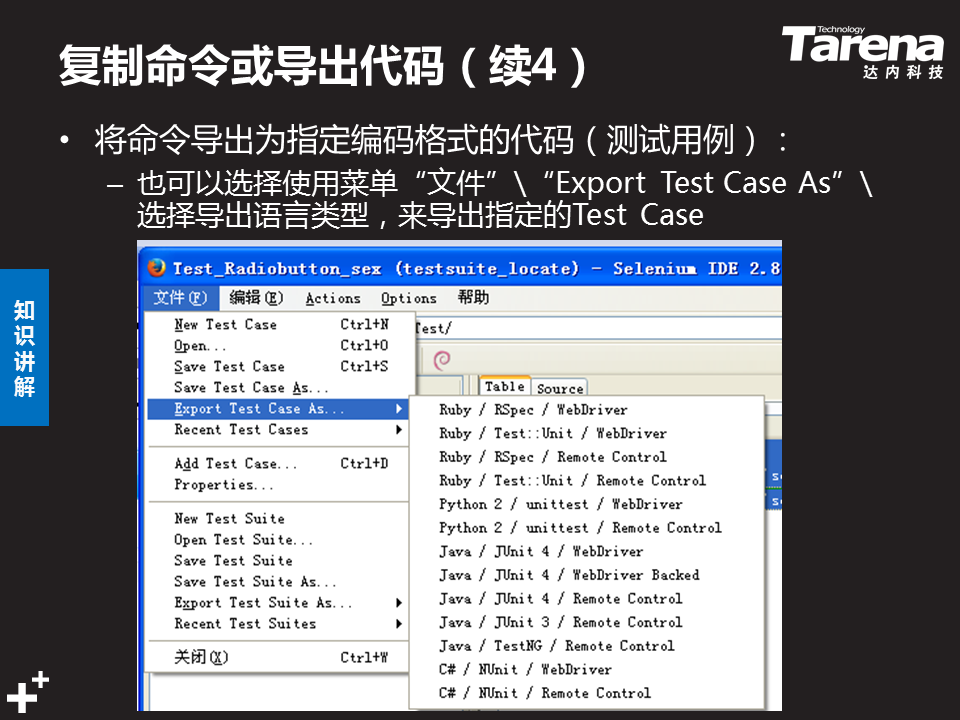 复制命令或导出代码（续4）
Technology
Tarena
达内科技
• 将命令导出为指定编码格式的代码（测试用例）：
– 也可以选择使用菜单“文件”\“Export Test Case As”\
选择导出语言类型，来导出指定的Test Case
知识讲解
Test_Radiobutton_sex (testsuite_locate) - Selenium IDE 2.8
文件(F) 编辑(E) Actions Options 帮助
New Test Case Ctrl+N
Test/
Open... Ctrl+O
Save Test Case Ctrl+S
Save Test Case As...
Table Source
Export Test Case As...
Recent Test Cases
Add Test Case... Ctrl+D
Properties...
New Test Suite
Open Test Suite...
Save Test Suite
Save Test Suite As...
Export Test Suite As...
Recent Test Suites
关闭(X) Ctrl+W
Ruby / RSpec / WebDriver
Ruby / Test::Unit / WebDriver
Ruby / RSpec / Remote Control
Ruby / Test::Unit / Remote Control
Python 2 / unittest / WebDriver
Python 2 / unittest / Remote Control
Java / JUnit 4 / WebDriver
Java / JUnit 4 / WebDriver Backed
Java / JUnit 4 / Remote Control
Java / JUnit 3 / Remote Control
Java / TestNG / Remote Control
C# / NUnit / WebDriver
C# / NUnit / Remote Control